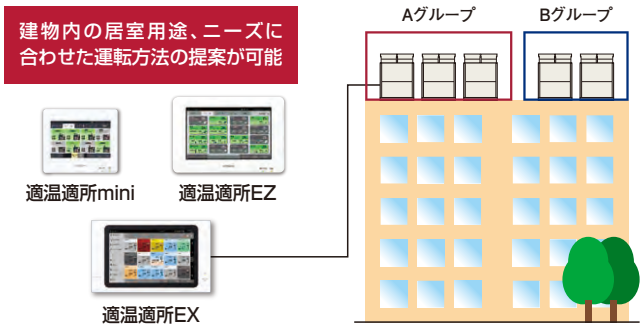 建物内の居室用途、ニーズに
合わせた運転方法の提案が可能
Aグループ
Bグループ
適温適所mini
適温適所EZ
適温適所EX